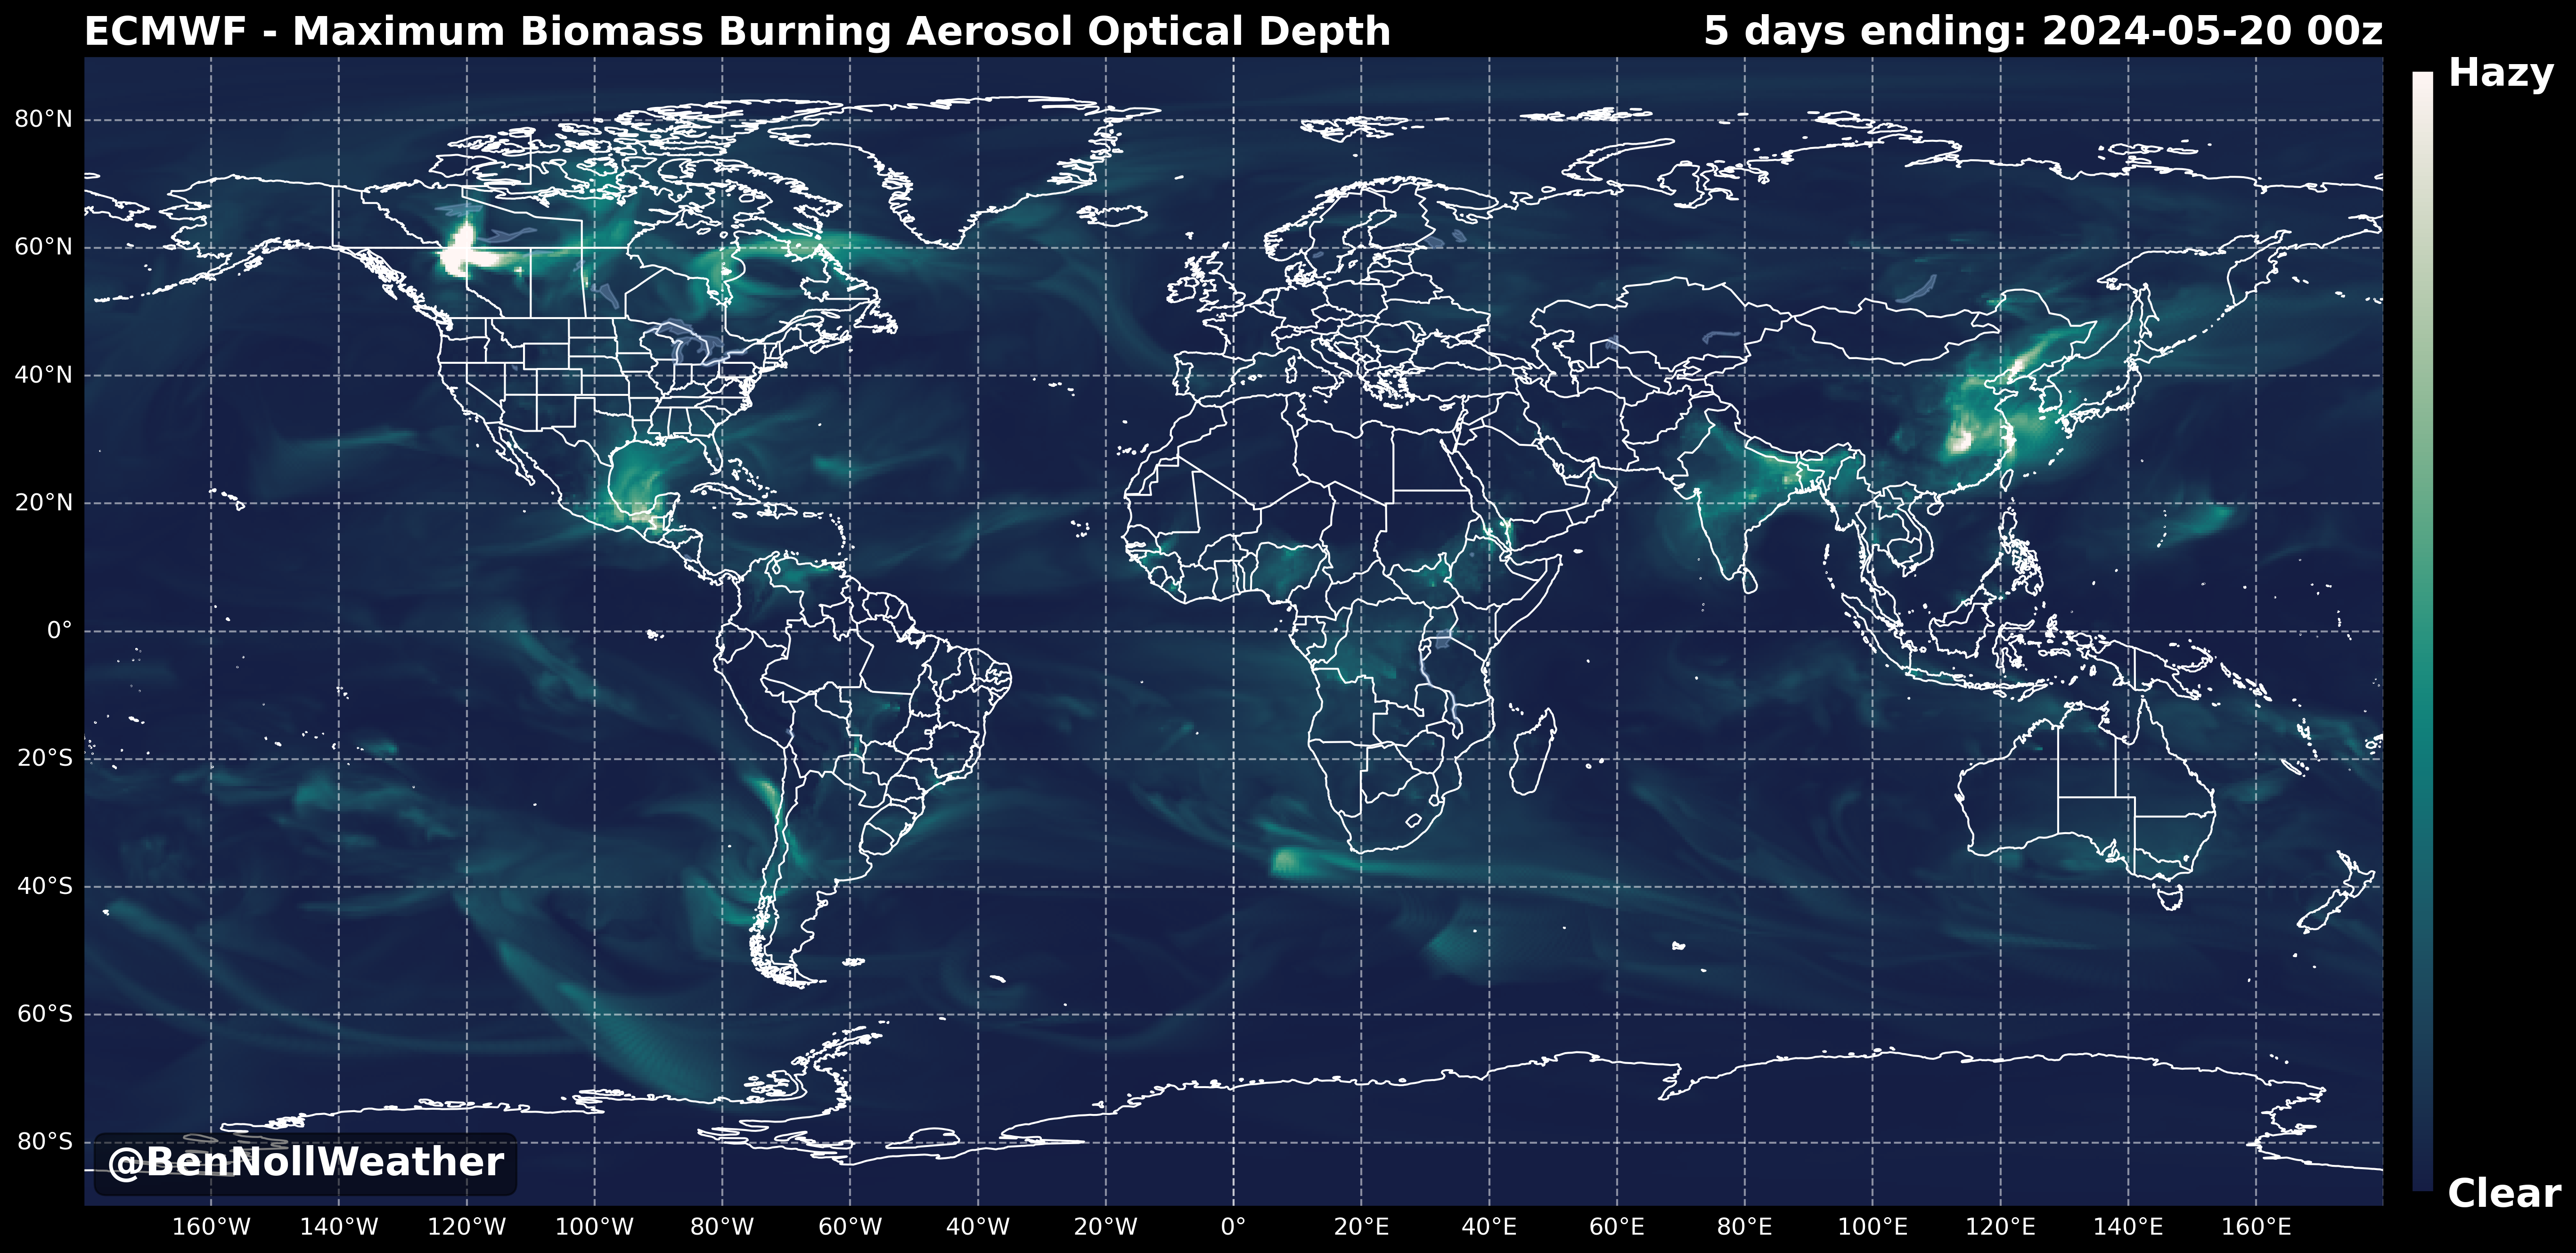 ECMWF - Maximum Biomass Burning Aerosol Optical Depth
5 days ending: 2024-05-20 00z
Hazy
80°N
60°N
40°N
20°N
0°
20°S
40°S
60°S
80°S
Clear
@BenNollWeather
160°W 140°W 120°W 100°W 80°W 60°W 40°W 20°W 0° 20°E 40°E 60°E 80°E 100°E 120°E 140°E 160°E